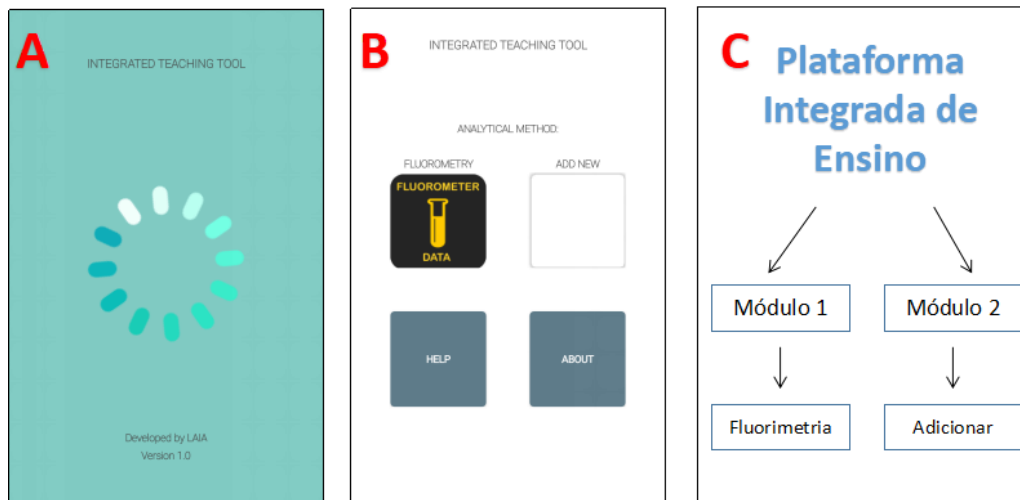 A
INTEGRATED TEACHING TOOL
Developed by LAIA
Version 1.0
B
INTEGRATED TEACHING TOOL
ANALYTICAL METHOD:
FLUOROMETRY
ADD NEW
FLUOROMETER
DATA
HELP
ABOUT
C
Plataforma
Integrada de
Ensino
Módulo 1
Módulo 2
Fluorimetria
Adicionar